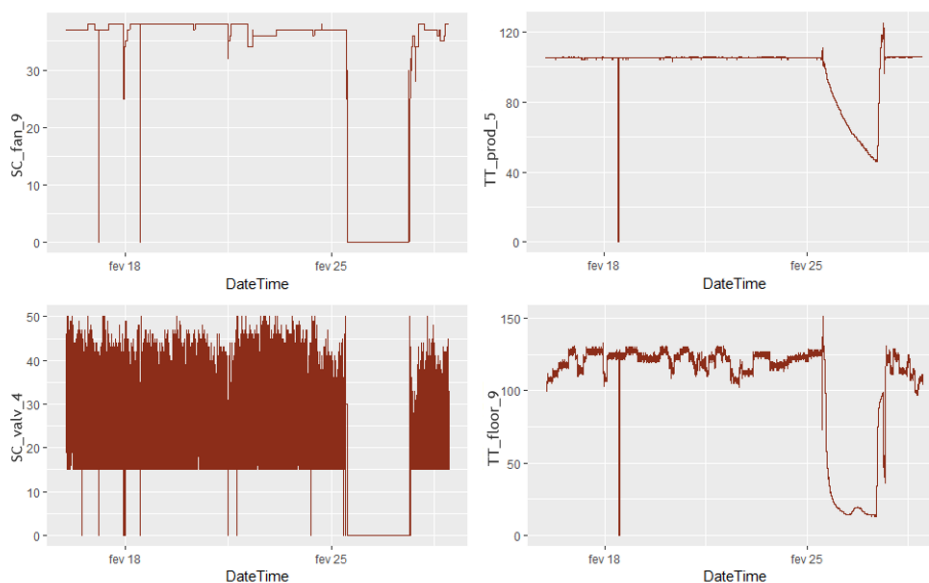 SC_fan_9
30
20
10
0
fev 18
fev 25
DateTime
TT_prod_5
120
80
40
0
fev 18
fev 25
DateTime
SC_valv_4
50
40
30
20
10
0
fev 18
fev 25
DateTime
TT_floor_9
150
100
50
0
fev 18
fev 25
DateTime